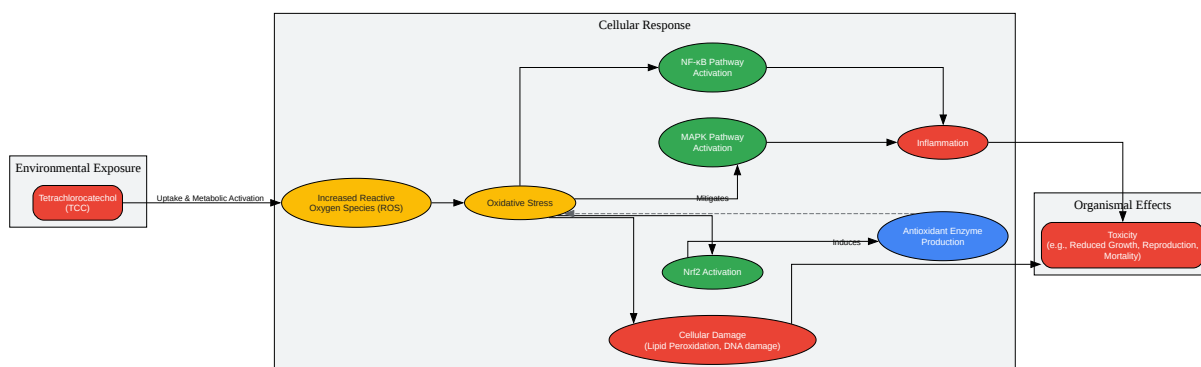 Cellular Response
NF-κB Pathway
Activation
MAPK Pathway
Activation
Inflammation
Environmental Exposure
Tetrachlorocatechol
(TCC)
Uptake & Metabolic Activation
Increased Reactive
Oxygen Species (ROS)
Oxidative Stress
Mitigates
Antioxidant Enzyme
Production
Induces
Nrf2 Activation
Cellular Damage
(Lipid Peroxidation, DNA damage)
Organismal Effects
Toxicity
(e.g., Reduced Growth, Reproduction,
Mortality)